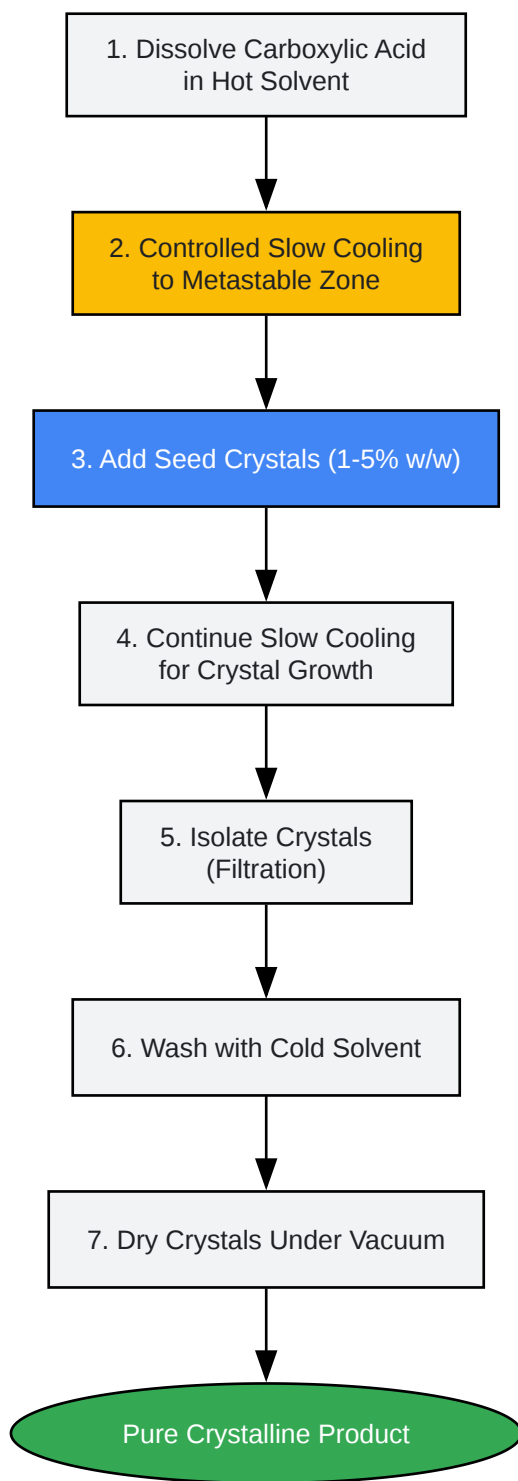 1. Dissolve Carboxylic Acid
in Hot Solvent
2. Controlled Slow Cooling
to Metastable Zone
3. Add Seed Crystals (1-5% w/w)
4. Continue Slow Cooling
for Crystal Growth
5. Isolate Crystals
(Filtration)
6. Wash with Cold Solvent
7. Dry Crystals Under Vacuum
Pure Crystalline Product